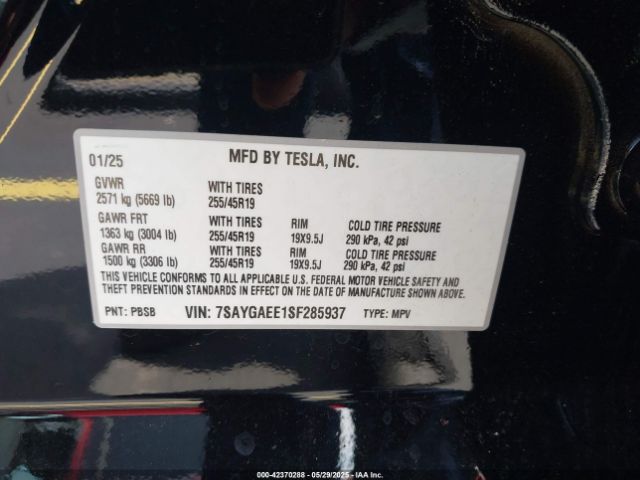 01/25 MFD BY TESLA, INC.
GVWR WITH TIRES
2571 kg (5669 lb) 255/45R19
GAWR FRT WITH TIRES RIM COLD TIRE PRESSURE
1363 kg (3004 lb) 255/45R19 19X9.5J 290 kPa, 42 psi
GAWR RR WITH TIRES RIM COLD TIRE PRESSURE
1500 kg (3306 lb) 255/45R19 19X9.5J 290 kPa, 42 psi
THIS VEHICLE CONFORMS TO ALL APPLICABLE U.S. FEDERAL MOTOR VEHICLE SAFETY AND
THEFT PREVENTION STANDARDS IN EFFECT ON THE DATE OF MANUFACTURE SHOWN ABOVE.
PNT: PBSB VIN: 7SAYGAEE1SF285937 TYPE: MPV
000-42370288 - 05/29/2025 - IAA Inc.